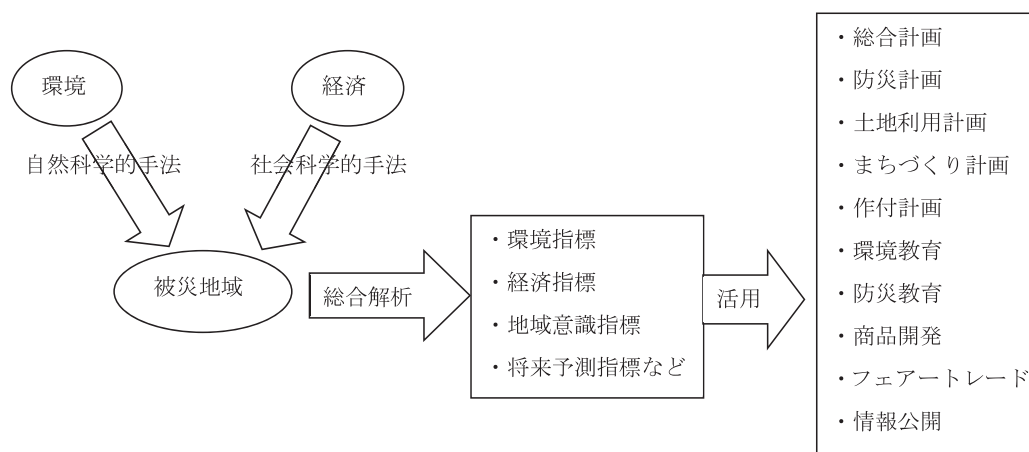 環境
経済
自然科学的手法
社会科学的手法
被災地域
総合解析
・環境指標
・経済指標
・地域意識指標
・将来予測指標など
活用
・総合計画
・防災計画
・土地利用計画
・まちづくり計画
・作付計画
・環境教育
・防災教育
・商品開発
・フェアートレード
・情報公開